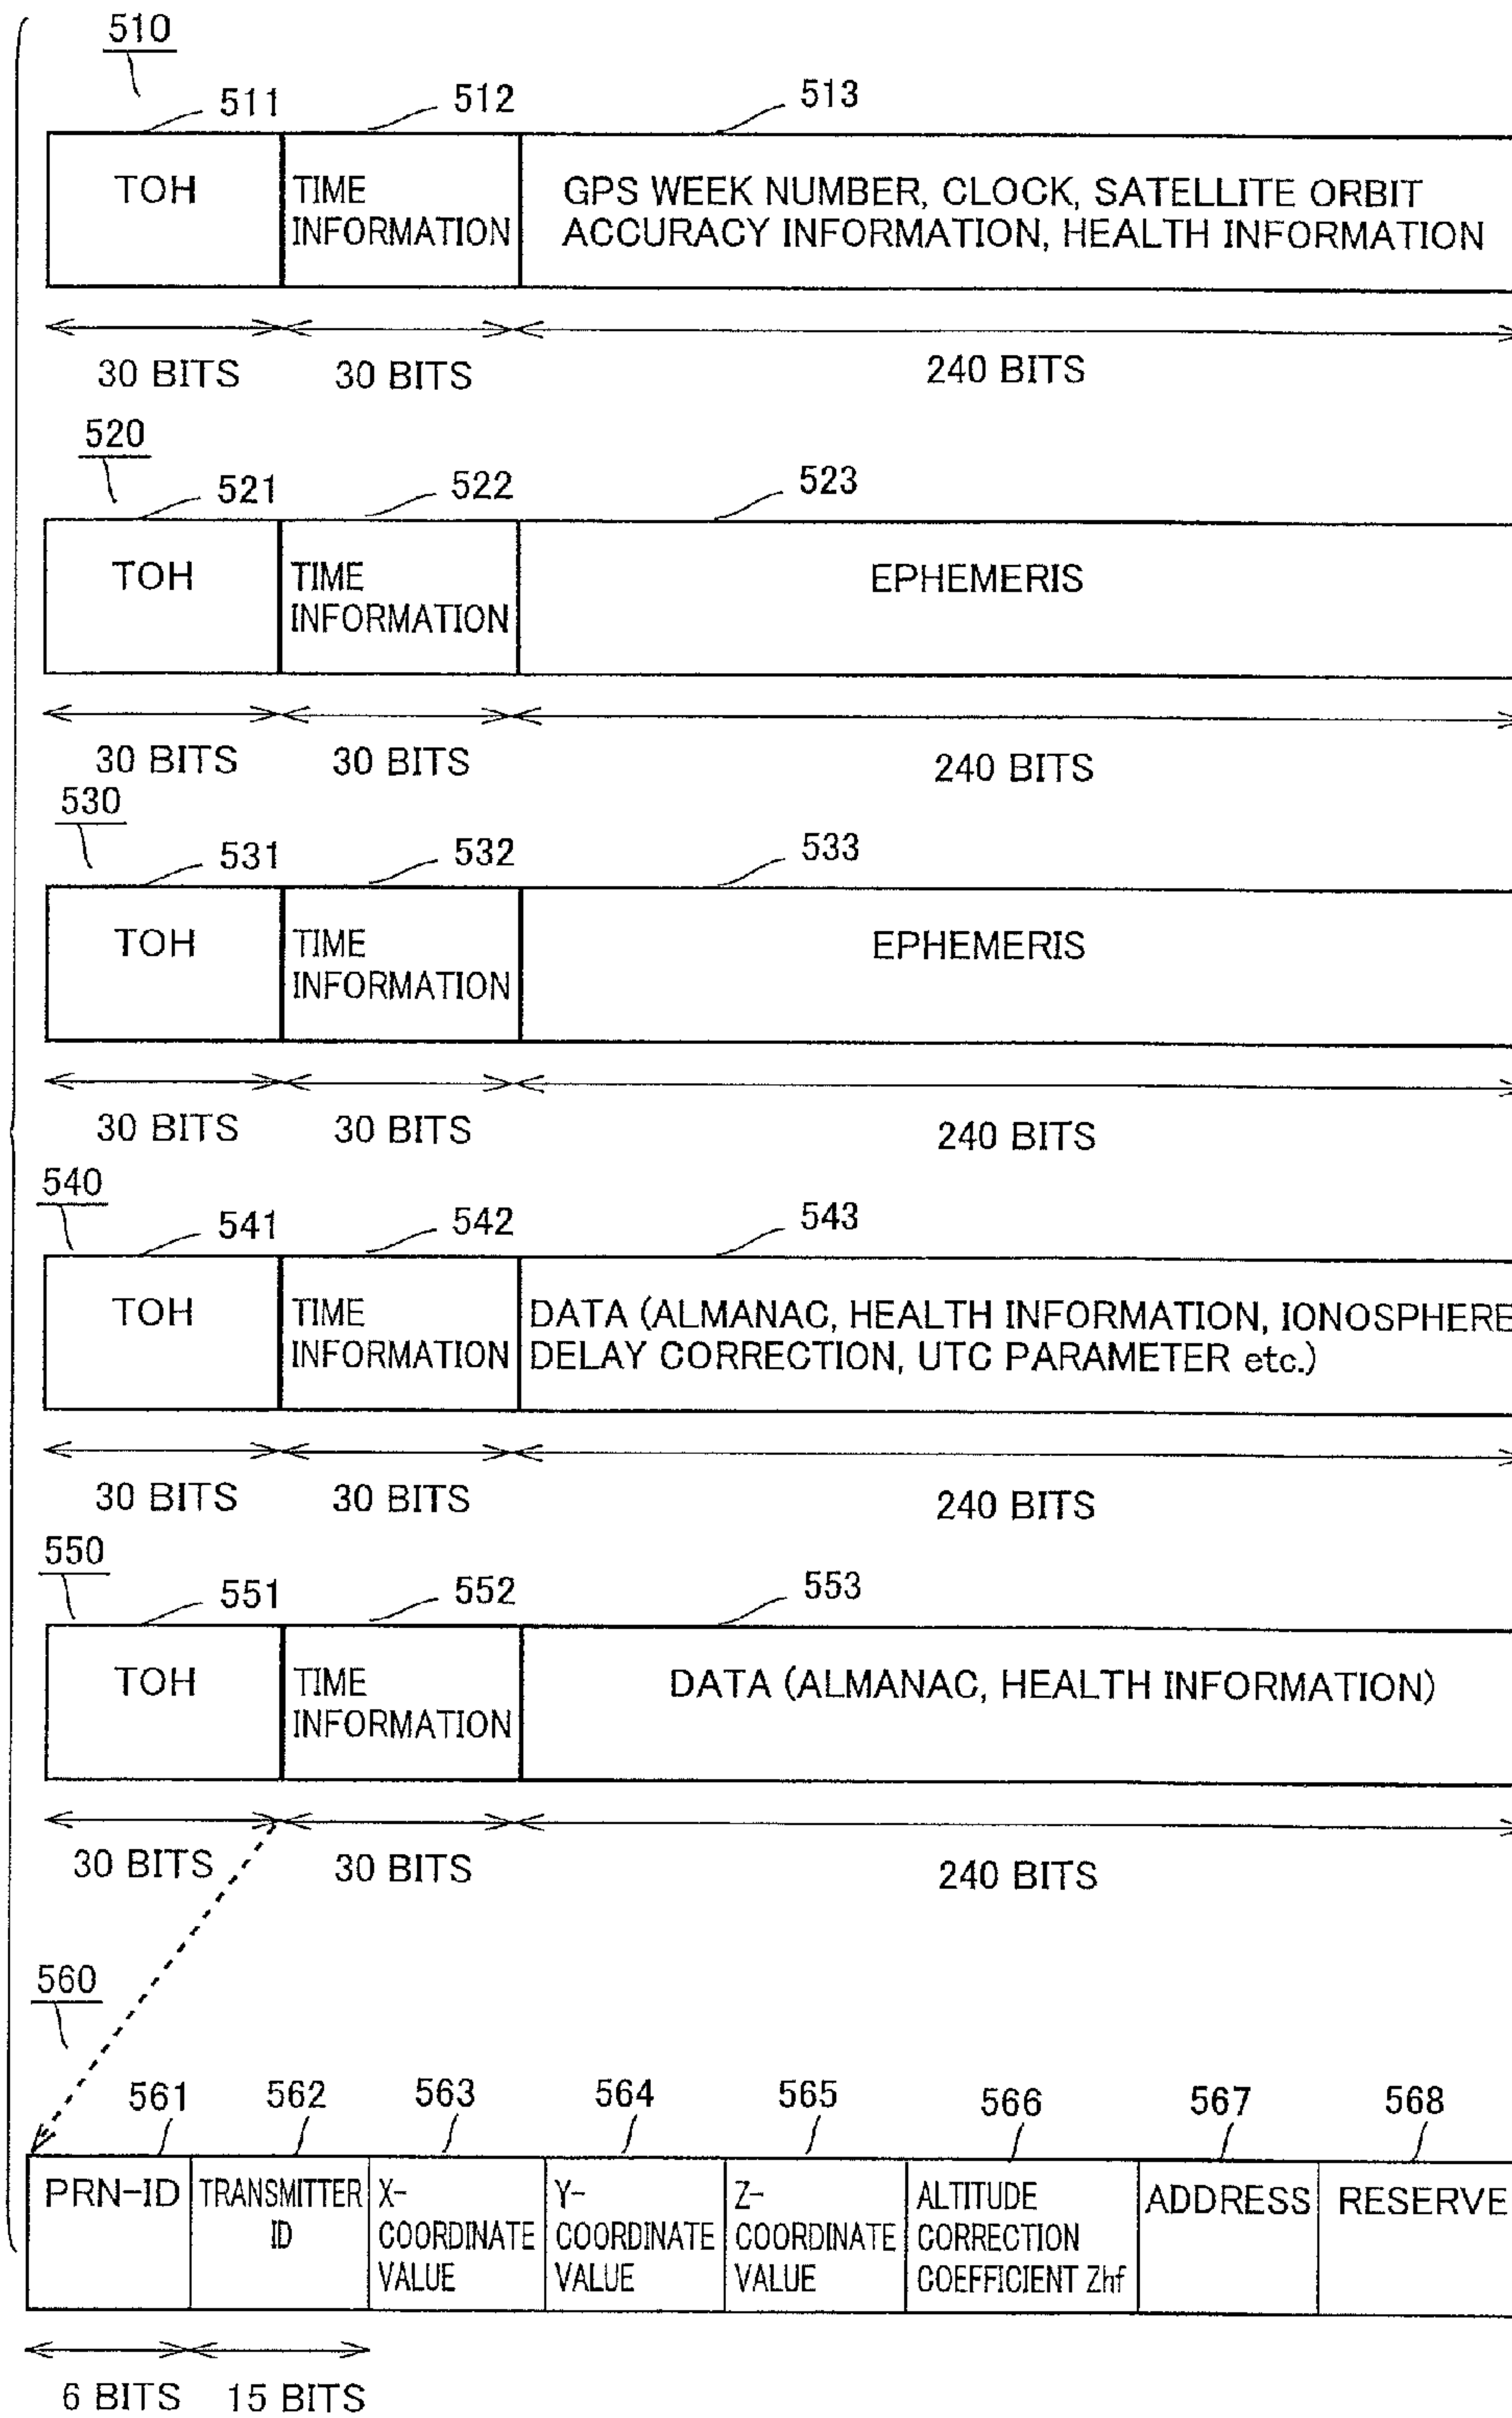 510
511 512 513
TOH TIME INFORMATION GPS WEEK NUMBER, CLOCK, SATELLITE ORBIT ACCURACY INFORMATION, HEALTH INFORMATION
30 BITS 30 BITS 240 BITS
520
521 522 523
TOH TIME INFORMATION EPHEMERIS
30 BITS 30 BITS 240 BITS
530
531 532 533
TOH TIME INFORMATION EPHEMERIS
30 BITS 30 BITS 240 BITS
540
541 542 543
TOH TIME INFORMATION DATA (ALMANAC, HEALTH INFORMATION, IONOSPHERE DELAY CORRECTION, UTC PARAMETER etc.)
30 BITS 30 BITS 240 BITS
550
551 552 553
TOH TIME INFORMATION DATA (ALMANAC, HEALTH INFORMATION)
30 BITS 30 BITS 240 BITS
560
561 562 563 564 565 566 567 568
PRN-ID TRANSMITTER ID X-COORDINATE VALUE Y-COORDINATE VALUE Z-COORDINATE VALUE ALTITUDE CORRECTION COEFFICIENT Zhf ADDRESS RESERVE
6 BITS 15 BITS